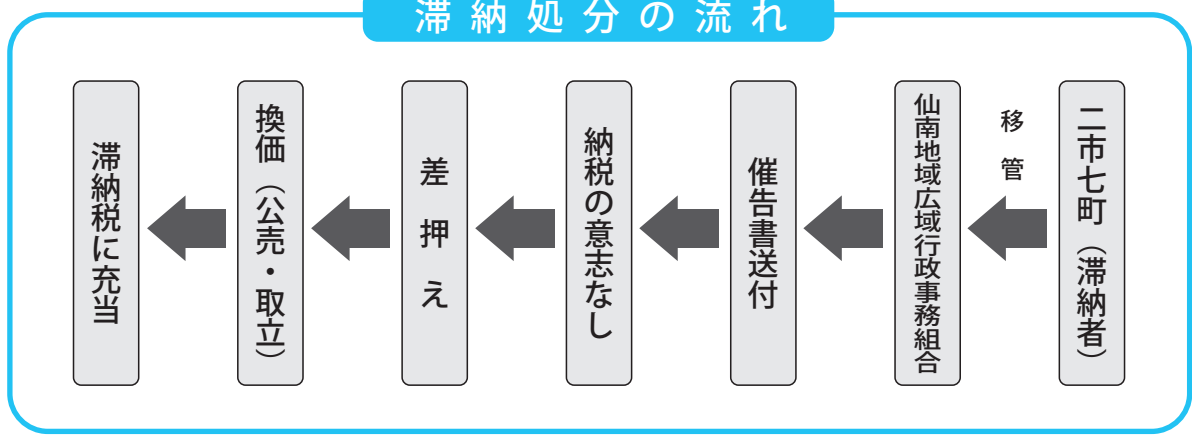 滞納処分の流れ
二市七町（滞納者）
移管
仙南地域広域行政事務組合
催告書送付
納税の意志なし
差押え
換価（公売・取立）
滞納税に充当